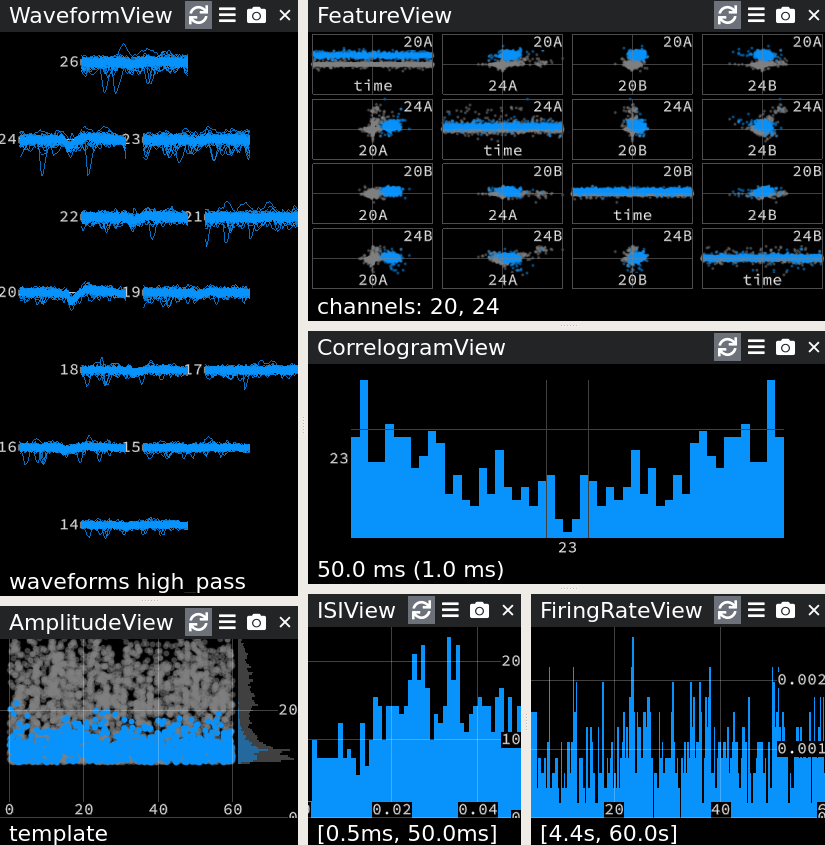 WaveformView
26
24 23
22 21
20 19
18 17
16 15
14
waveforms high_pass
FeatureView
20A 20A 20A 20A
time 24A 20B 24B
24A 24A 24A 24A
20A time 20B 24B
20B 20B 20B 20B
20A 24A time 24B
24B 24B 24B 24B
20A 24A 20B time
channels: 20, 24
CorrelogramView
23
23
50.0 ms (1.0 ms)
AmplitudeView
20
0 20 40 60
template
ISIView
20
10
0.02 0.04
[0.5ms, 50.0ms]
FiringRateView
0.002
0.001
20 40
[4.4s, 60.0s]